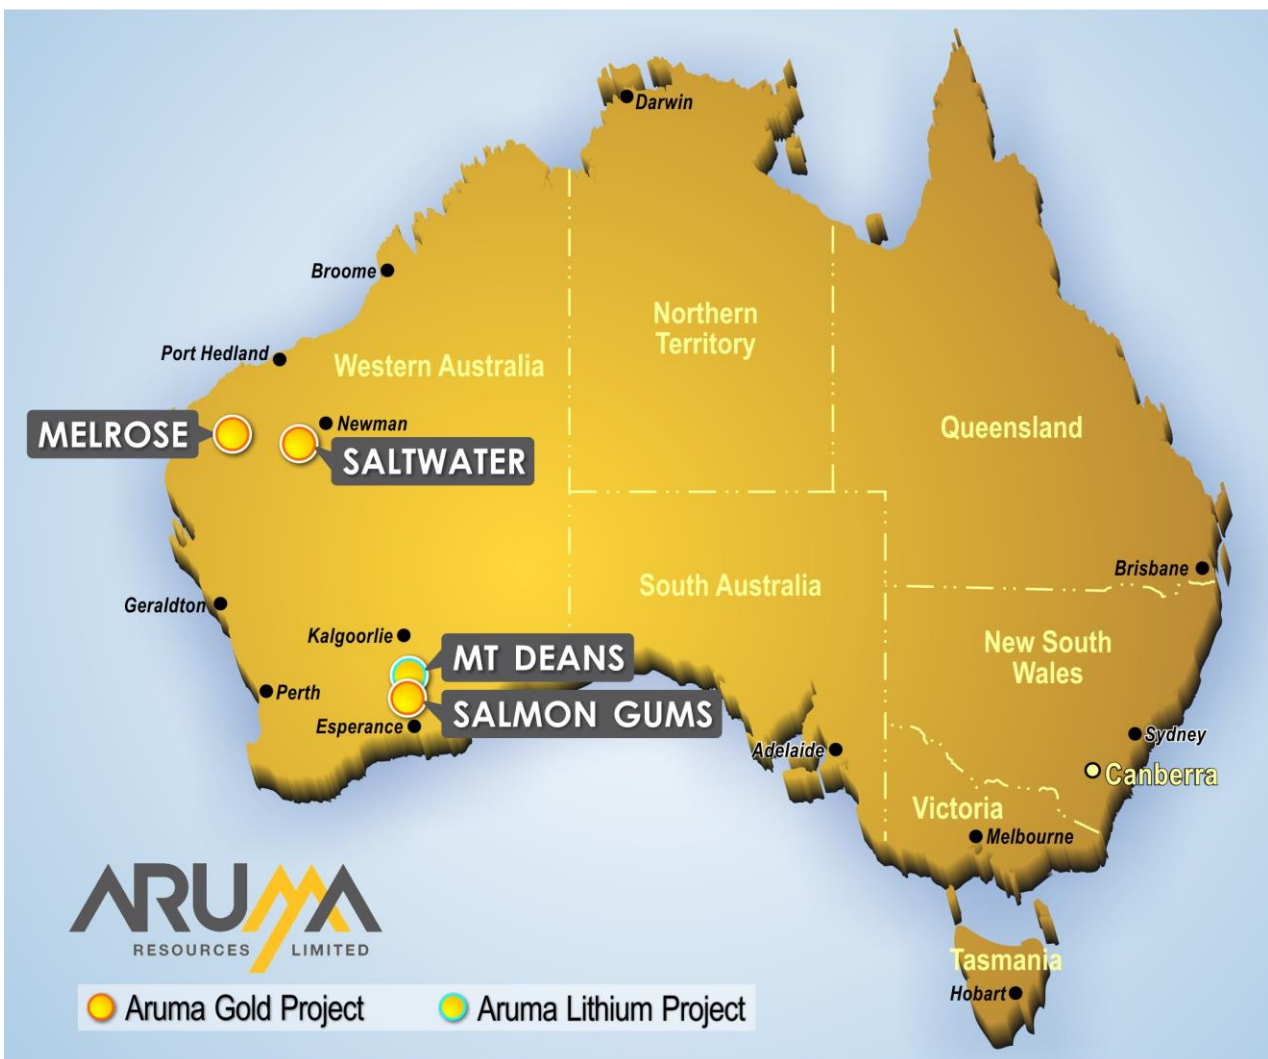 Darwin
Broome
Northern
Territory
Port Hedland
Western Australia
MELROSE
Newman
SALTWATER
Queensland
Brisbane
South Australia
Geraldton
Kalgoorlie
MT DEANS
New South
Wales
Perth
SALMON GUMS
Esperance
Adelaide
Sydney
Canberra
Victoria
Melbourne
ARUMA
RESOURCES LIMITED
Tasmania
Hobart
Aruma Gold Project
Aruma Lithium Project